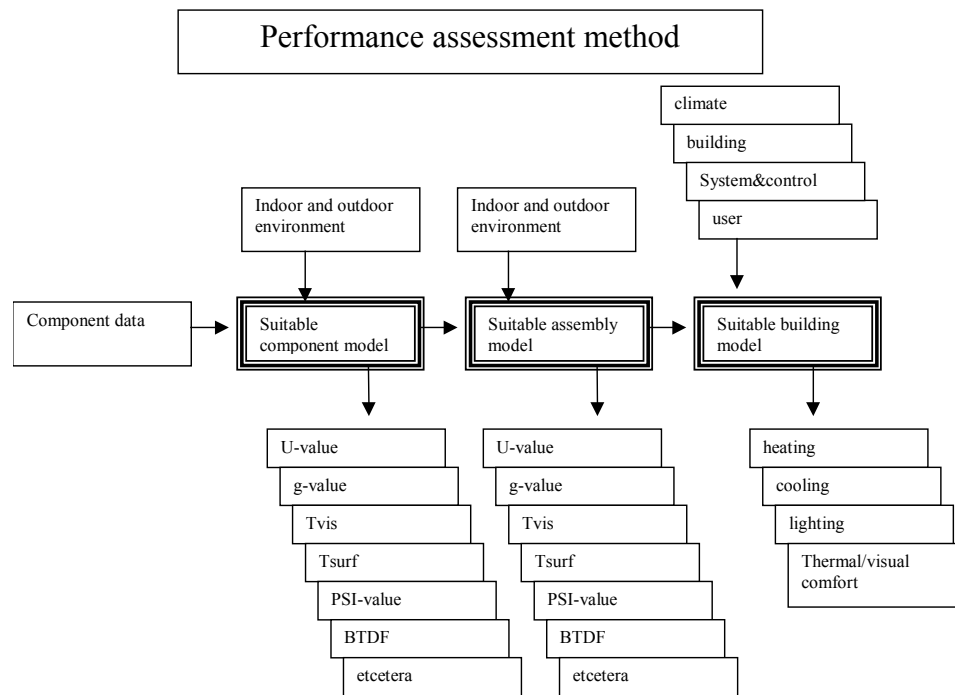 Performance assessment method
climate
building
System&control
user
Indoor and outdoor
environment
Indoor and outdoor
environment
Component data
Suitable
component model
Suitable assembly
model
Suitable building
model
U-value
g-value
Tvis
Tsurf
PSI-value
BTDF
etcetera
U-value
g-value
Tvis
Tsurf
PSI-value
BTDF
etcetera
heating
cooling
lighting
Thermal/visual
comfort